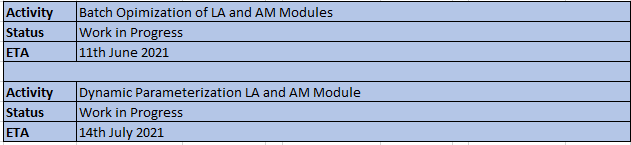 Activity Batch Opimization of LA and AM Modules
Status Work in Progress
ETA 11th June 2021
Activity Dynamic Parameterization LA and AM Module
Status Work in Progress
ETA 14th July 2021